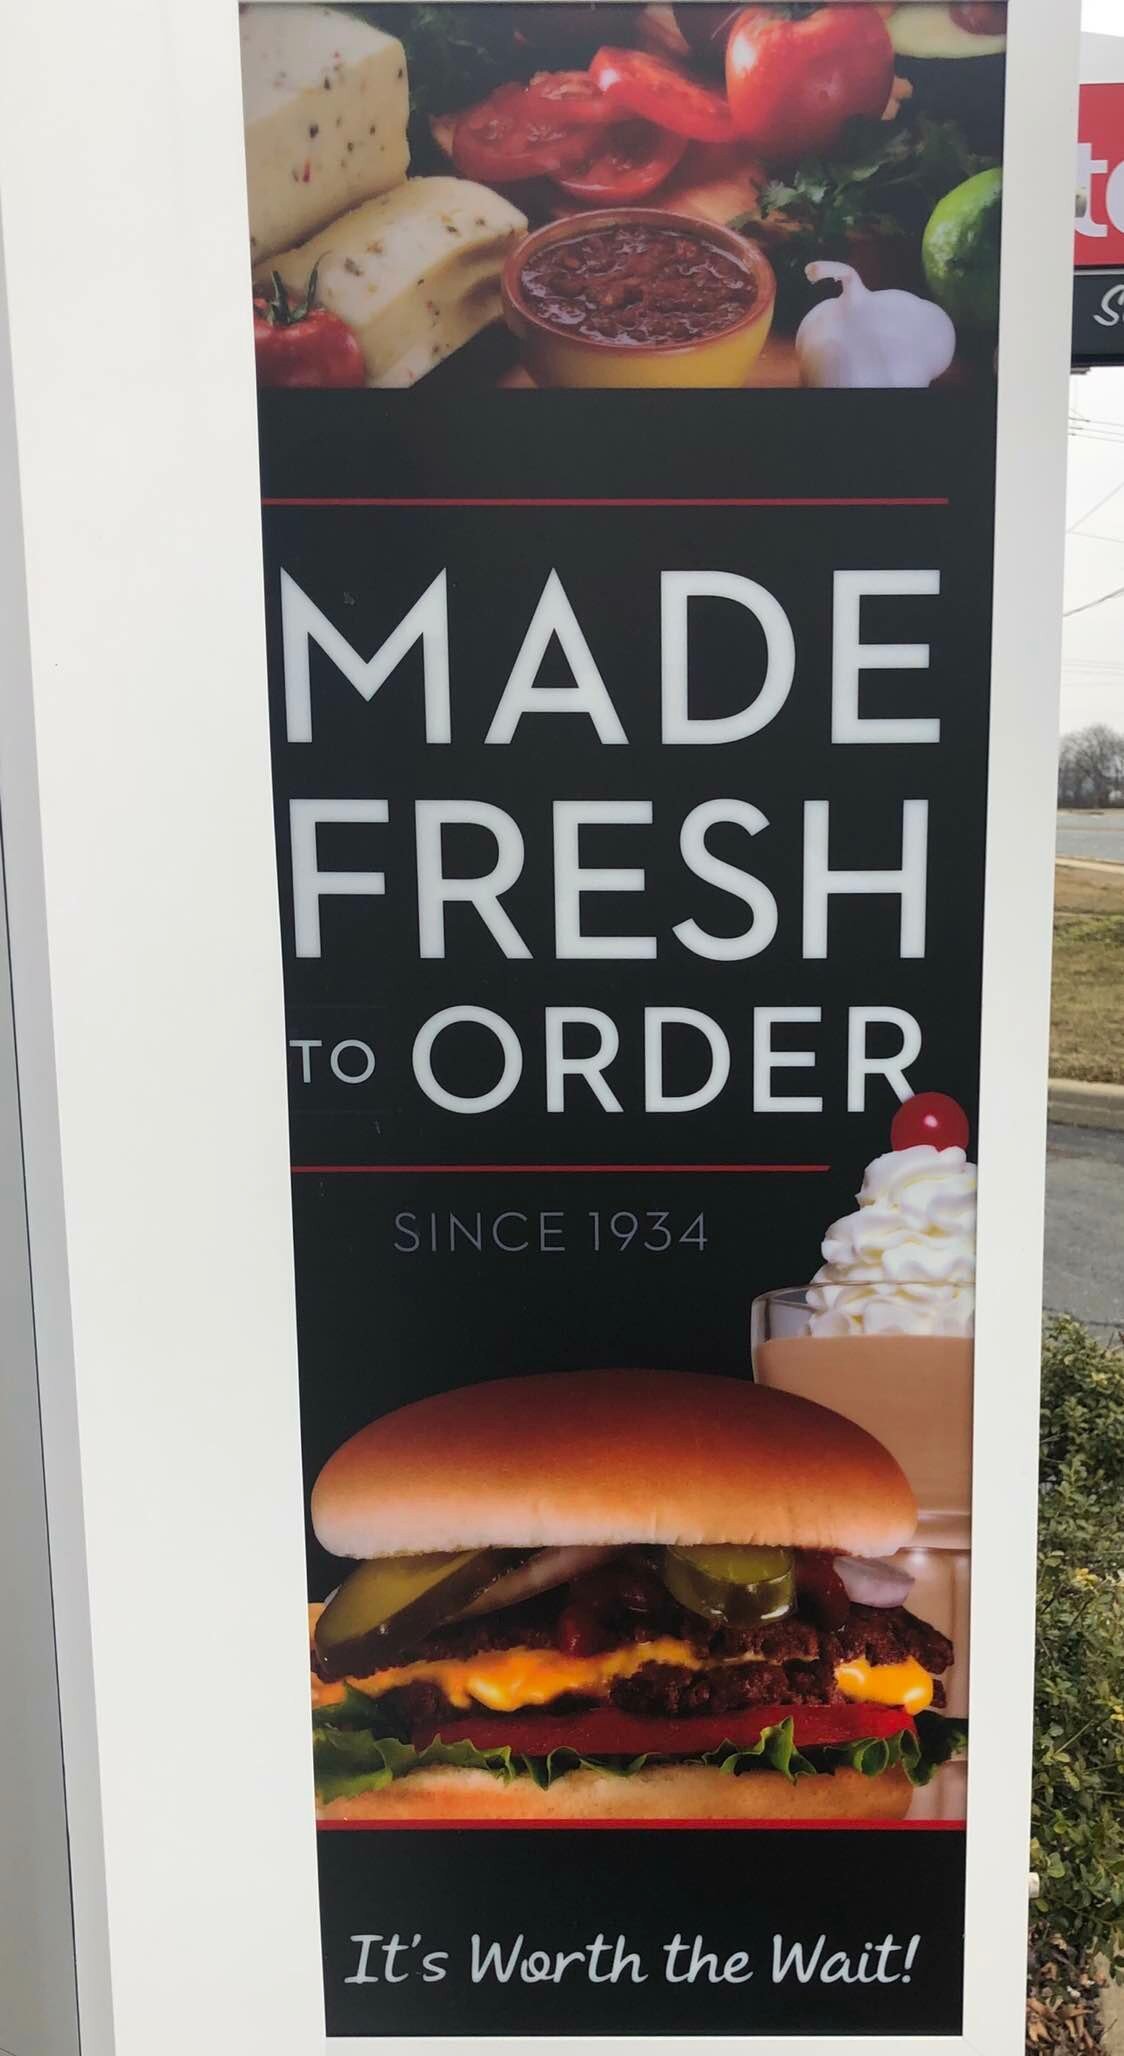 MADE
FRESH
TO ORDER
SINCE 1934
It's Worth the Wait!